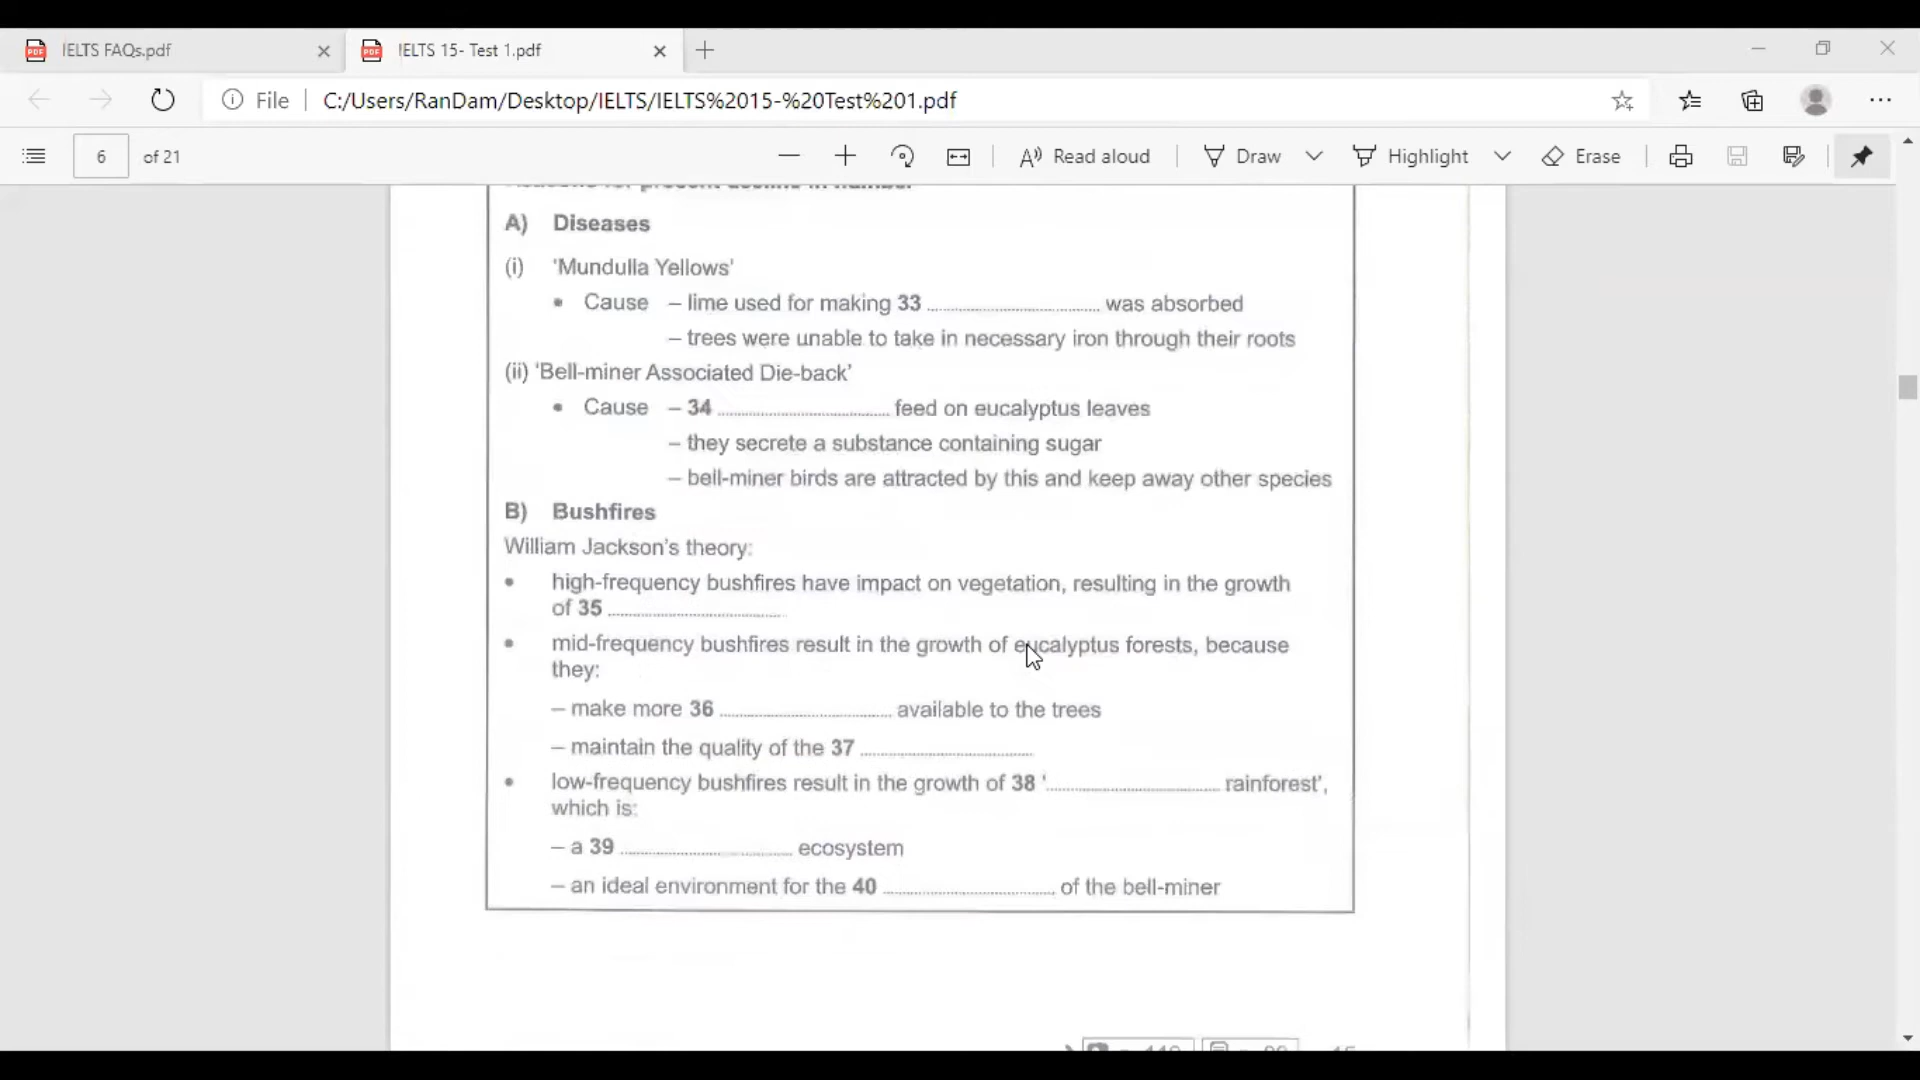 IELTS FAQs.pdf
IELTS 15- Test 1.pdf
File
C:/Users/RanDam/Desktop/IELTS/IELTS%2015-%20Test%201.pdf
6 of 21
Read aloud
Draw
Highlight
Erase
Reasons for present decline in number
A) Diseases
(i) 'Mundulla Yellows'
• Cause – lime used for making 33 .................... was absorbed
– trees were unable to take in necessary iron through their roots
(ii) 'Bell-miner Associated Die-back'
• Cause – 34 .................... feed on eucalyptus leaves
– they secrete a substance containing sugar
– bell-miner birds are attracted by this and keep away other species
B) Bushfires
William Jackson's theory:
• high-frequency bushfires have impact on vegetation, resulting in the growth
of 35 ....................
• mid-frequency bushfires result in the growth of eucalyptus forests, because
they:
– make more 36 .................... available to the trees
– maintain the quality of the 37 ....................
• low-frequency bushfires result in the growth of 38 '.................... rainforest',
which is:
– a 39 .................... ecosystem
– an ideal environment for the 40 .................... of the bell-miner